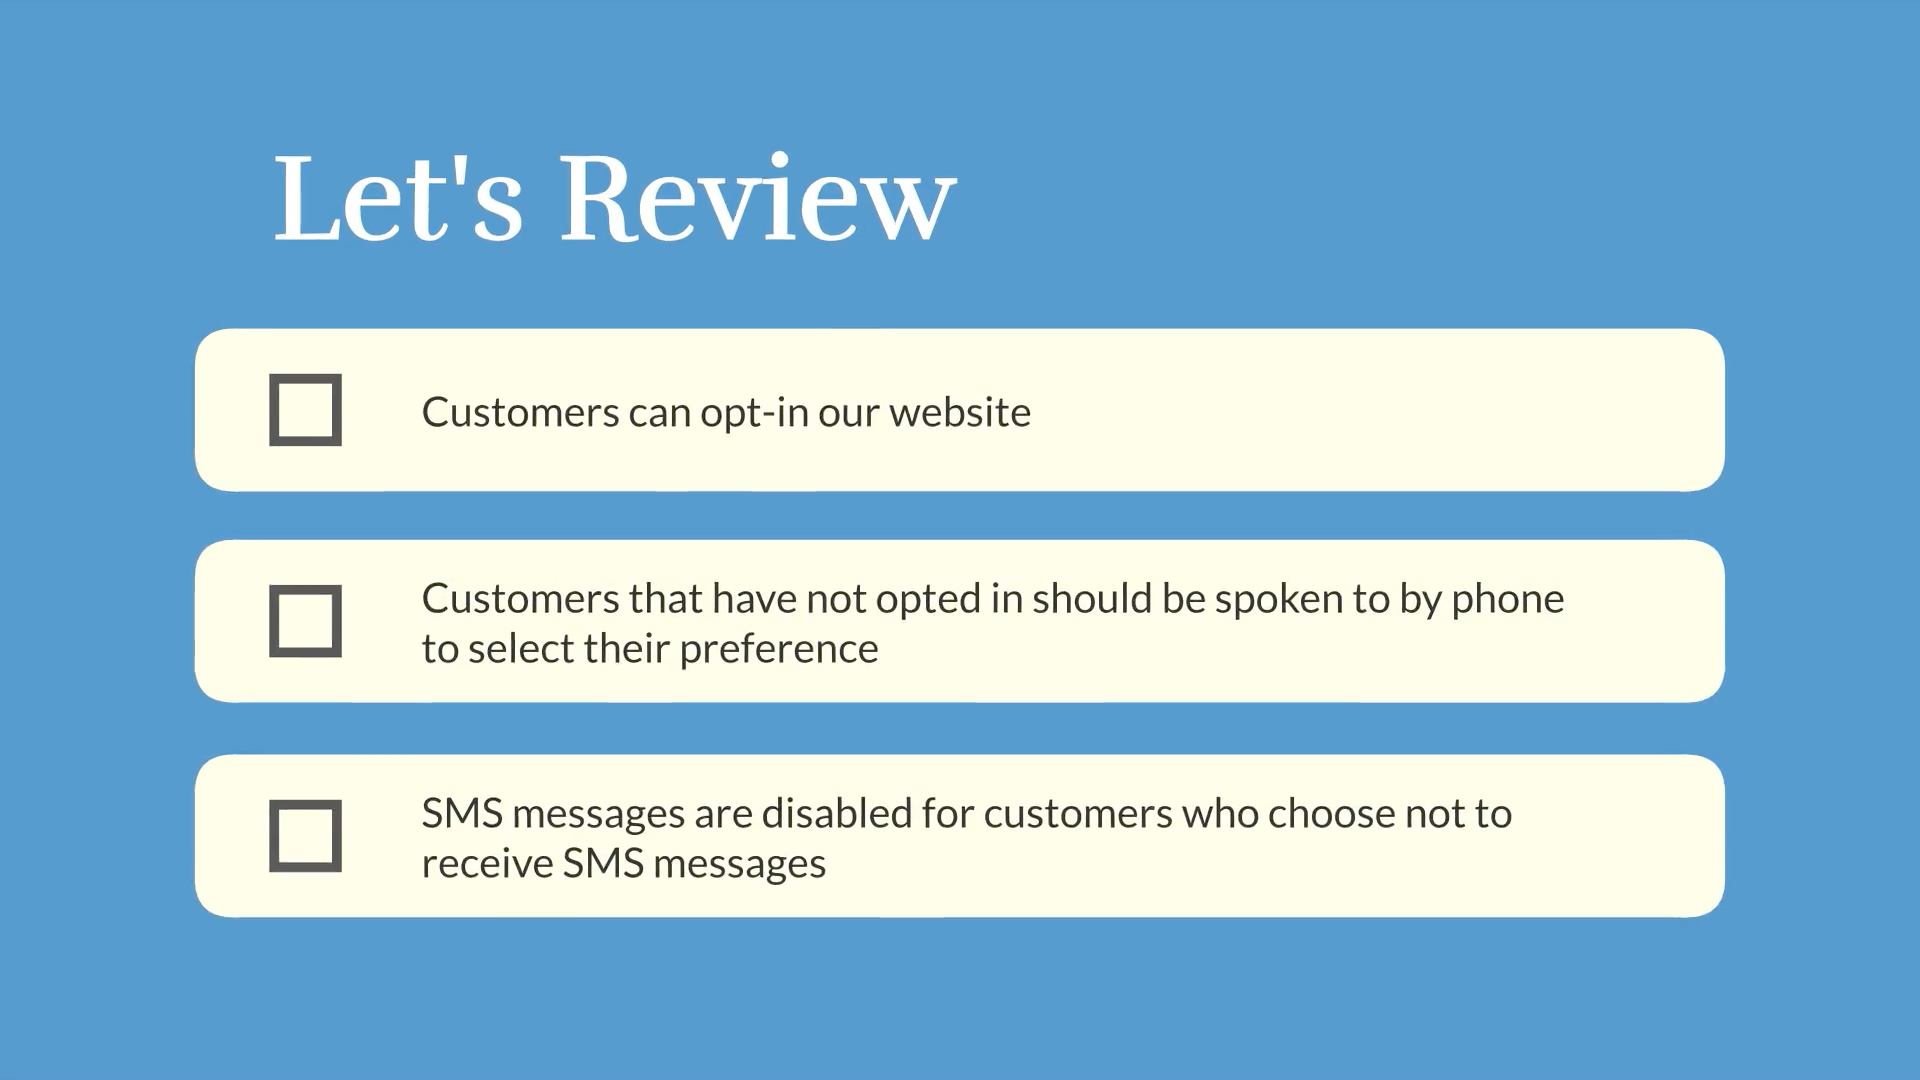 Let's Review
Customers can opt-in our website
Customers that have not opted in should be spoken to by phone
to select their preference
SMS messages are disabled for customers who choose not to
receive SMS messages